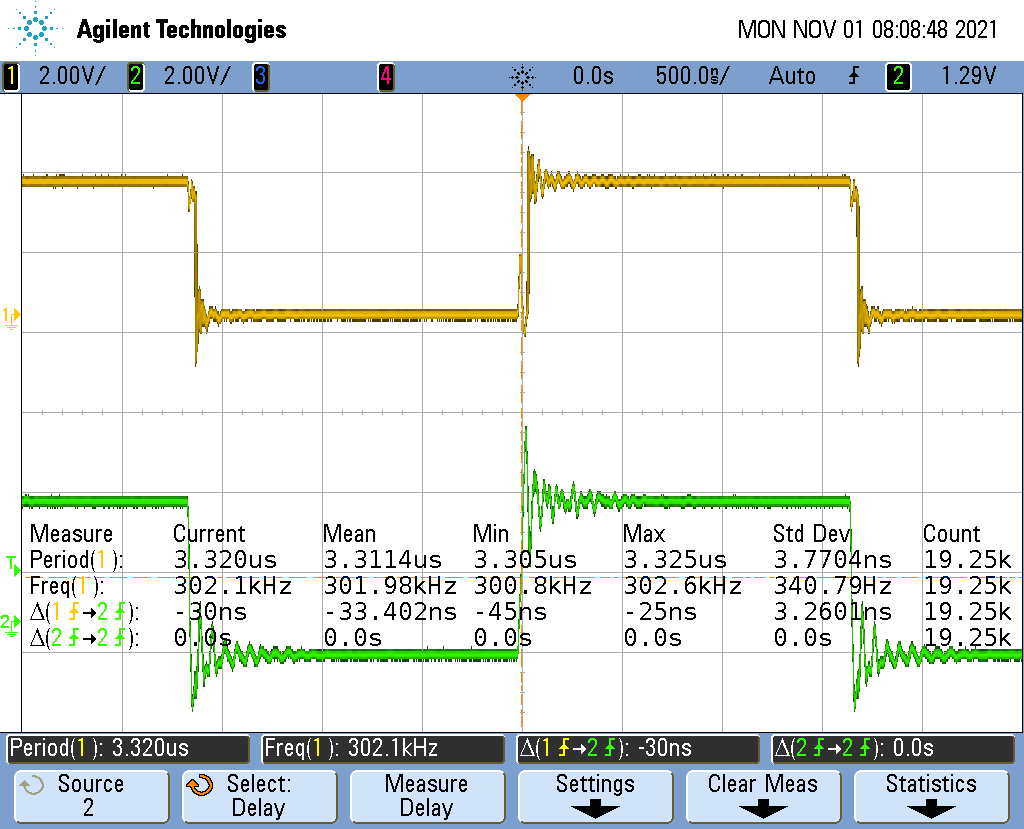 Agilent Technologies MON NOV 01 08:08:48 2021
1 2.00V/ 2 2.00V/ 3 4 0.0s 500.0ns/ Auto 2 1.29V
1
T
2
Measure Current Mean Min Max Std Dev Count
Period(1): 3.320us 3.3114us 3.305us 3.325us 3.7704ns 19.25k
Freq(1): 302.1kHz 301.98kHz 300.8kHz 302.6kHz 340.79Hz 19.25k
Δ(1→2): -30ns -33.402ns -45ns -25ns 3.2601ns 19.25k
Δ(2→2): 0.0s 0.0s 0.0s 0.0s 0.0s 19.25k
Period(1): 3.320us Freq(1): 302.1kHz Δ(1→2): -30ns Δ(2→2): 0.0s
Source
2
Select:
Delay
Measure
Delay
Settings
Clear Meas
Statistics